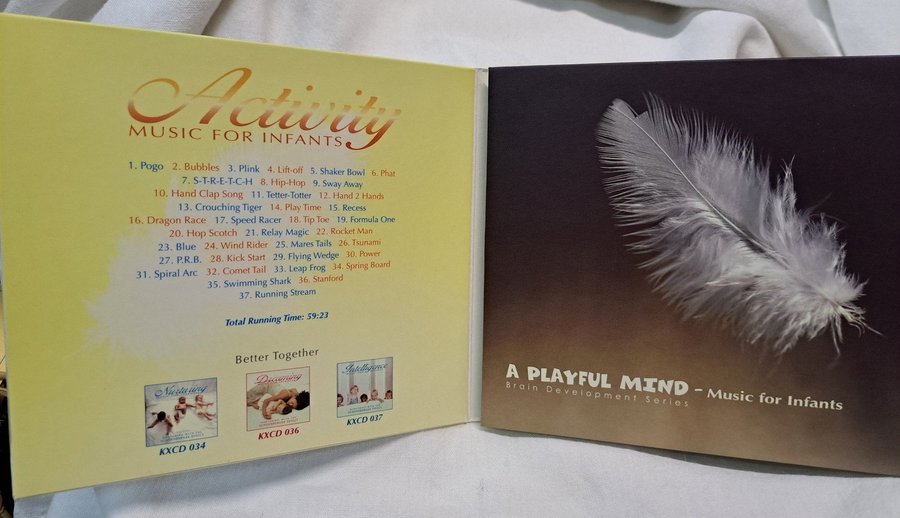 Activity
MUSIC FOR INFANTS
1. Pogo 2. Bubbles 3. Plink 4. Lift-off 5. Shaker Bowl 6. Phat
7. S-T-R-E-T-C-H 8. Hip-Hop 9. Sway Away
10. Hand Clap Song 11. Tetter-Totter 12. Hand 2 Hands
13. Crouching Tiger 14. Play Time 15. Recess
16. Dragon Race 17. Speed Racer 18. Tip Toe 19. Formula One
20. Hop Scotch 21. Relay Magic 22. Rocket Man
23. Blue 24. Wind Rider 25. Mares Tails 26. Tsunami
27. P.R.B. 28. Kick Start 29. Flying Wedge 30. Power
31. Spiral Arc 32. Comet Tail 33. Leap Frog 34. Spring Board
35. Swimming Shark 36. Stanford
37. Running Stream
Total Running Time: 59:23
Better Together
Nurturing
KXCD 034
Dreaming
KXCD 036
Intelligence
KXCD 037
A PLAYFUL MIND - Music for Infants
Brain Development Series